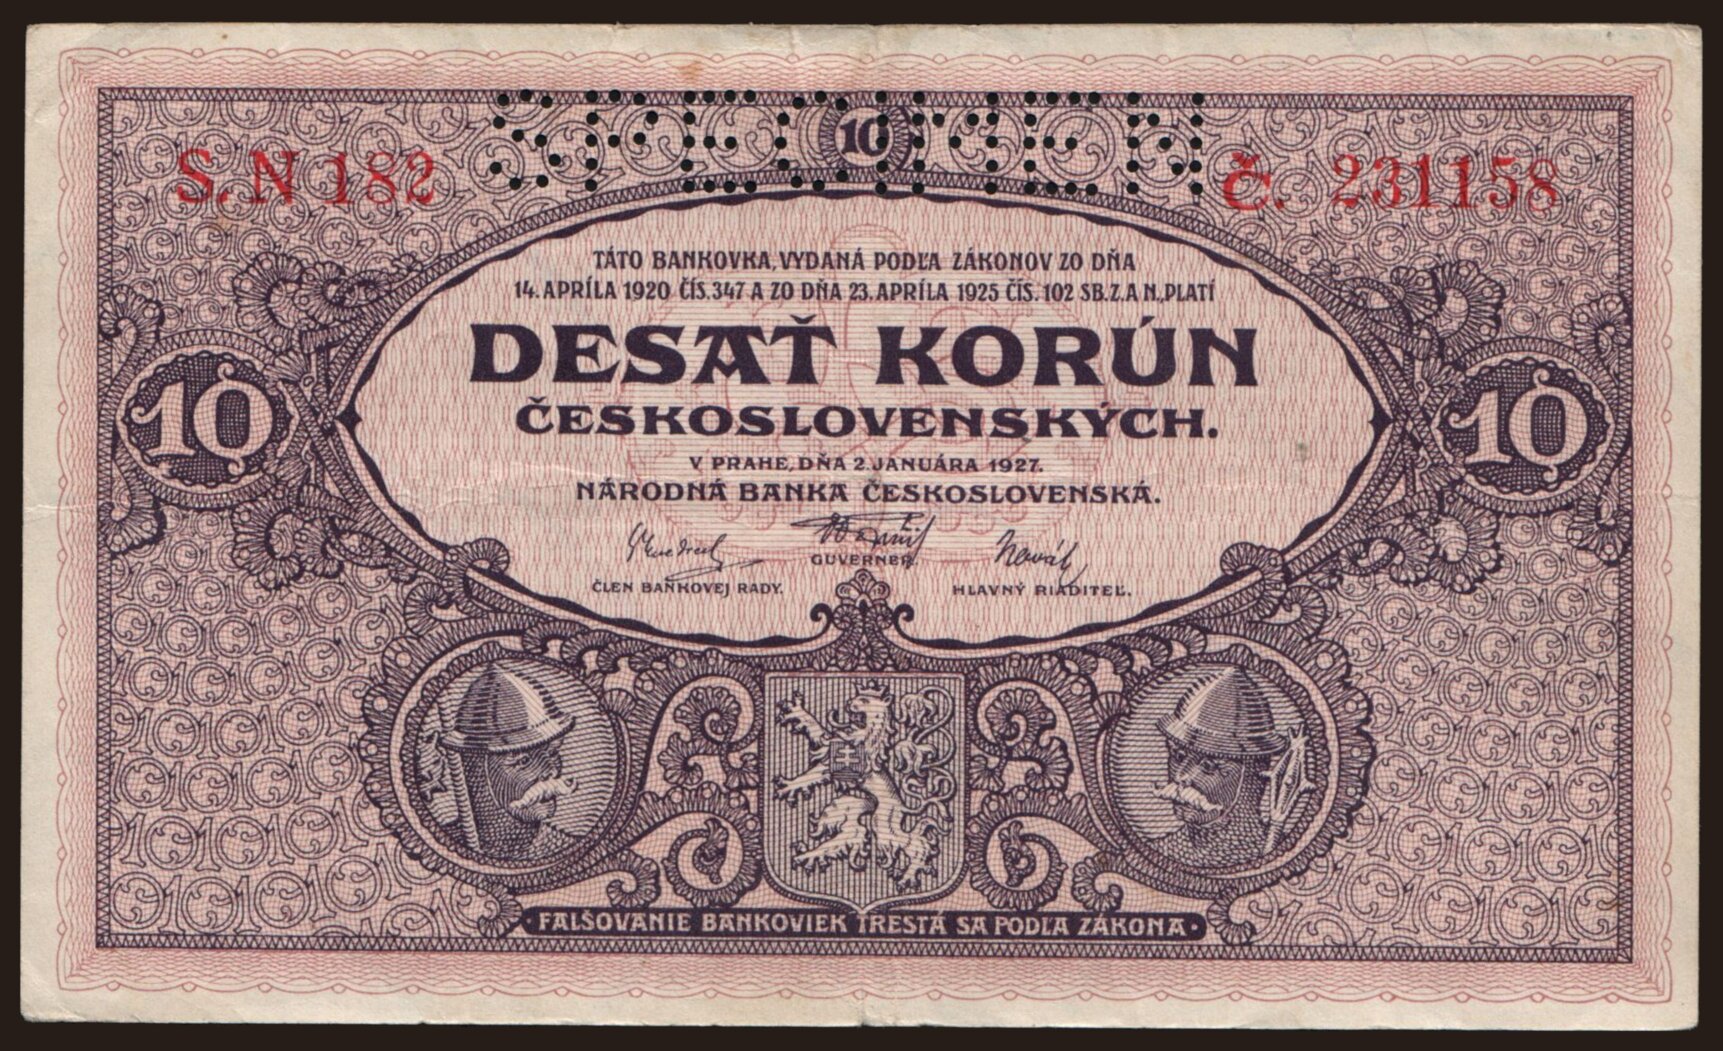 SPECIMEN
10
S. N 182
Č. 231158
TÁTO BANKOVKA, VYDANÁ PODĽA ZÁKONOV ZO DŇA
14. APRÍLA 1920 ČÍS. 347 A ZO DŇA 23. APRÍLA 1925 ČÍS. 102 SB. Z. A N., PLATÍ
DESAŤ KORÚN
ČESKOSLOVENSKÝCH.
10
10
V PRAHE, DŇA 2. JANUÁRA 1927.
NÁRODNÁ BANKA ČESKOSLOVENSKÁ.
ČLEN BANKOVEJ RADY.
GUVERNÉR.
HLAVNÝ RIADITEĽ.
FALŠOVANIE BANKOVIEK TRESTÁ SA PODĽA ZÁKONA